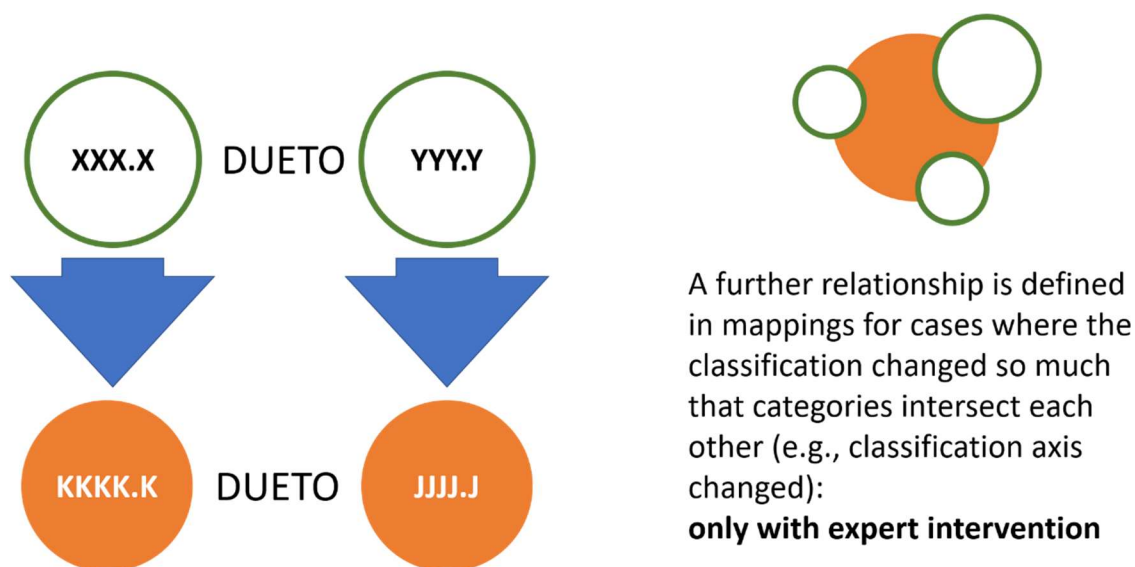 XXX.X DUETO YYY.Y
KKKK.K DUETO JJJJ.J
A further relationship is defined
in mappings for cases where the
classification changed so much
that categories intersect each
other (e.g., classification axis
changed):
only with expert intervention